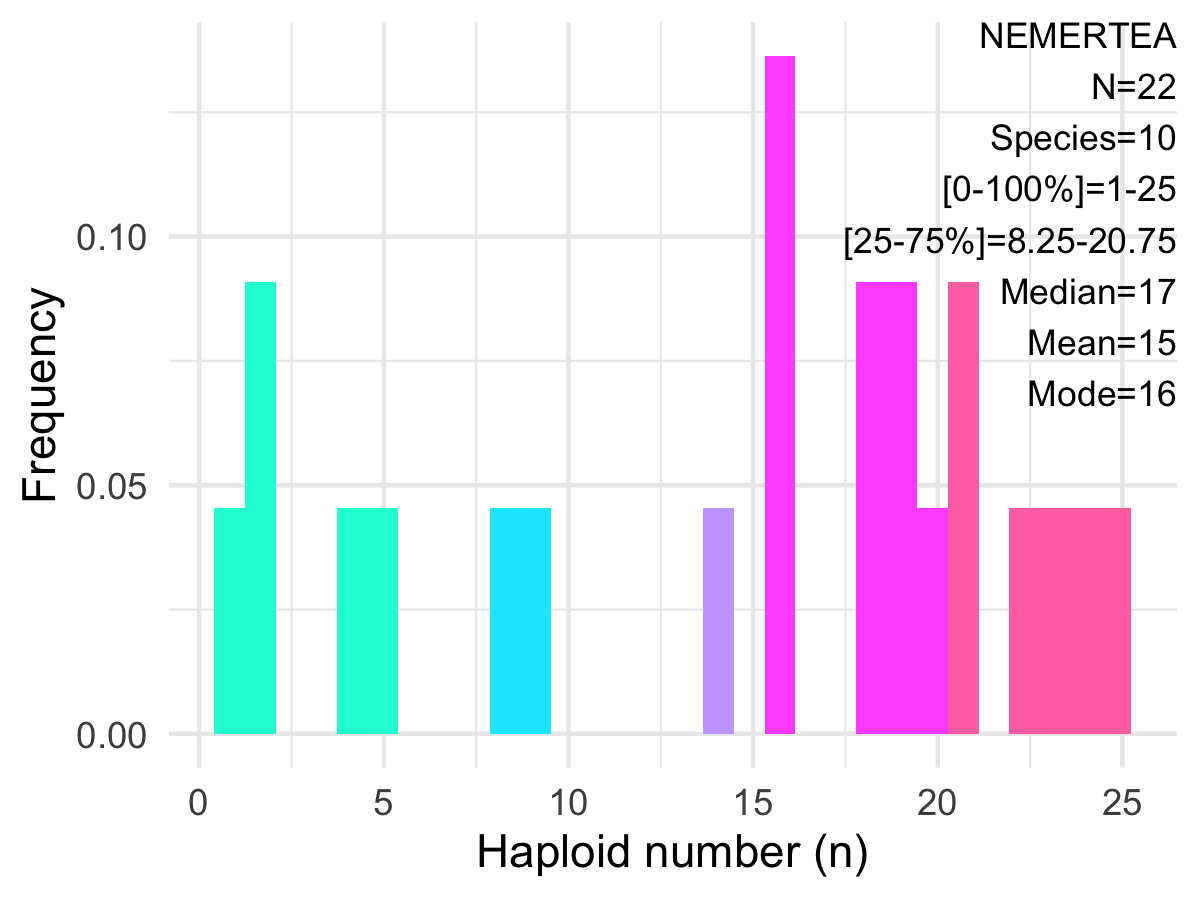 NEMERTEA
N=22
Species=10
[0-100%]=1-25
[25-75%]=8.25-20.75
Median=17
Mean=15
Mode=16
Frequency
0.10
0.05
0.00
0 5 10 15 20 25
Haploid number (n)